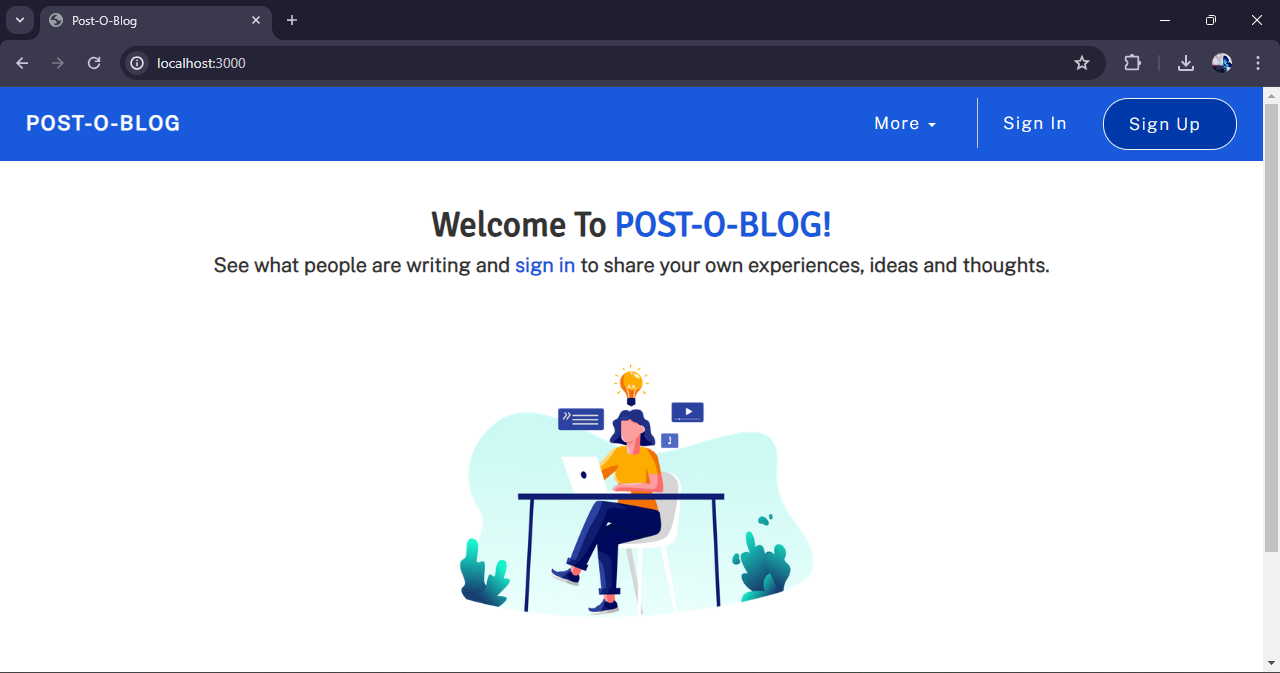 Post-O-Blog
localhost:3000
POST-O-BLOG
More
Sign In
Sign Up
Welcome To POST-O-BLOG!
See what people are writing and sign in to share your own experiences, ideas and thoughts.